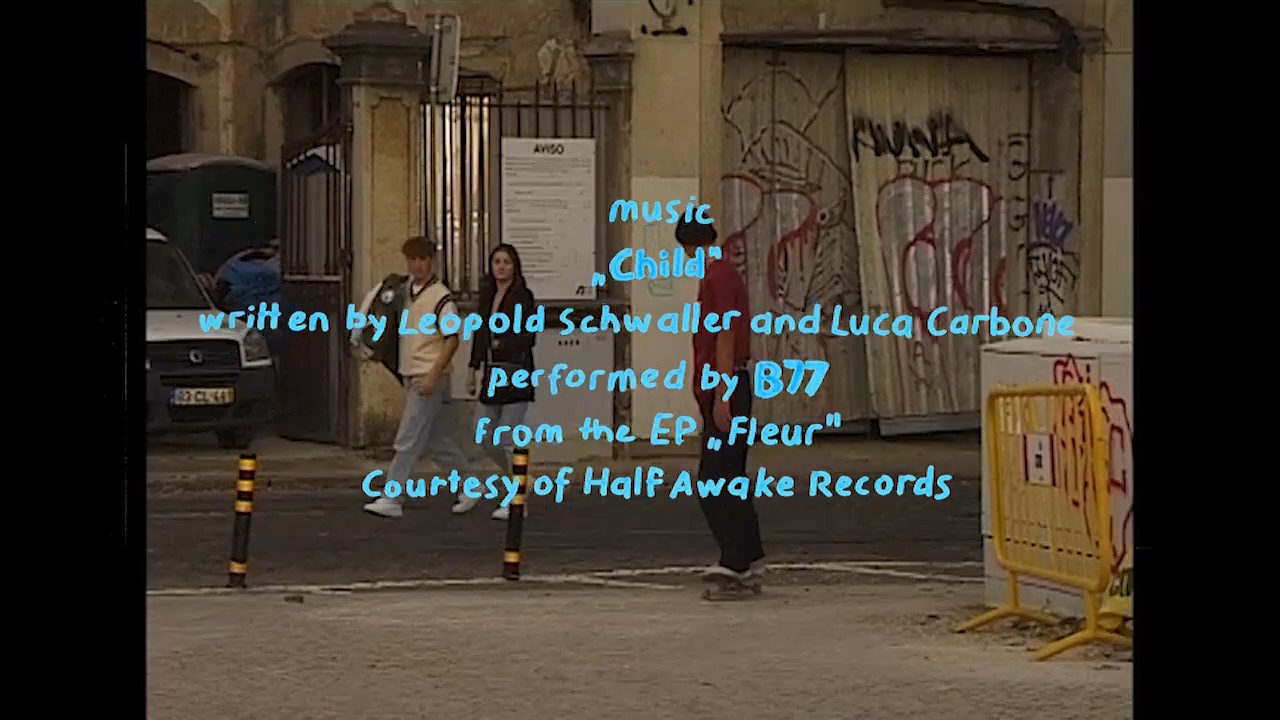 AVISO
music
„Child"
written by Leopold Schwaller and Luca Carbone
performed by B77
from the EP „Fleur"
Courtesy of Half Awake Records